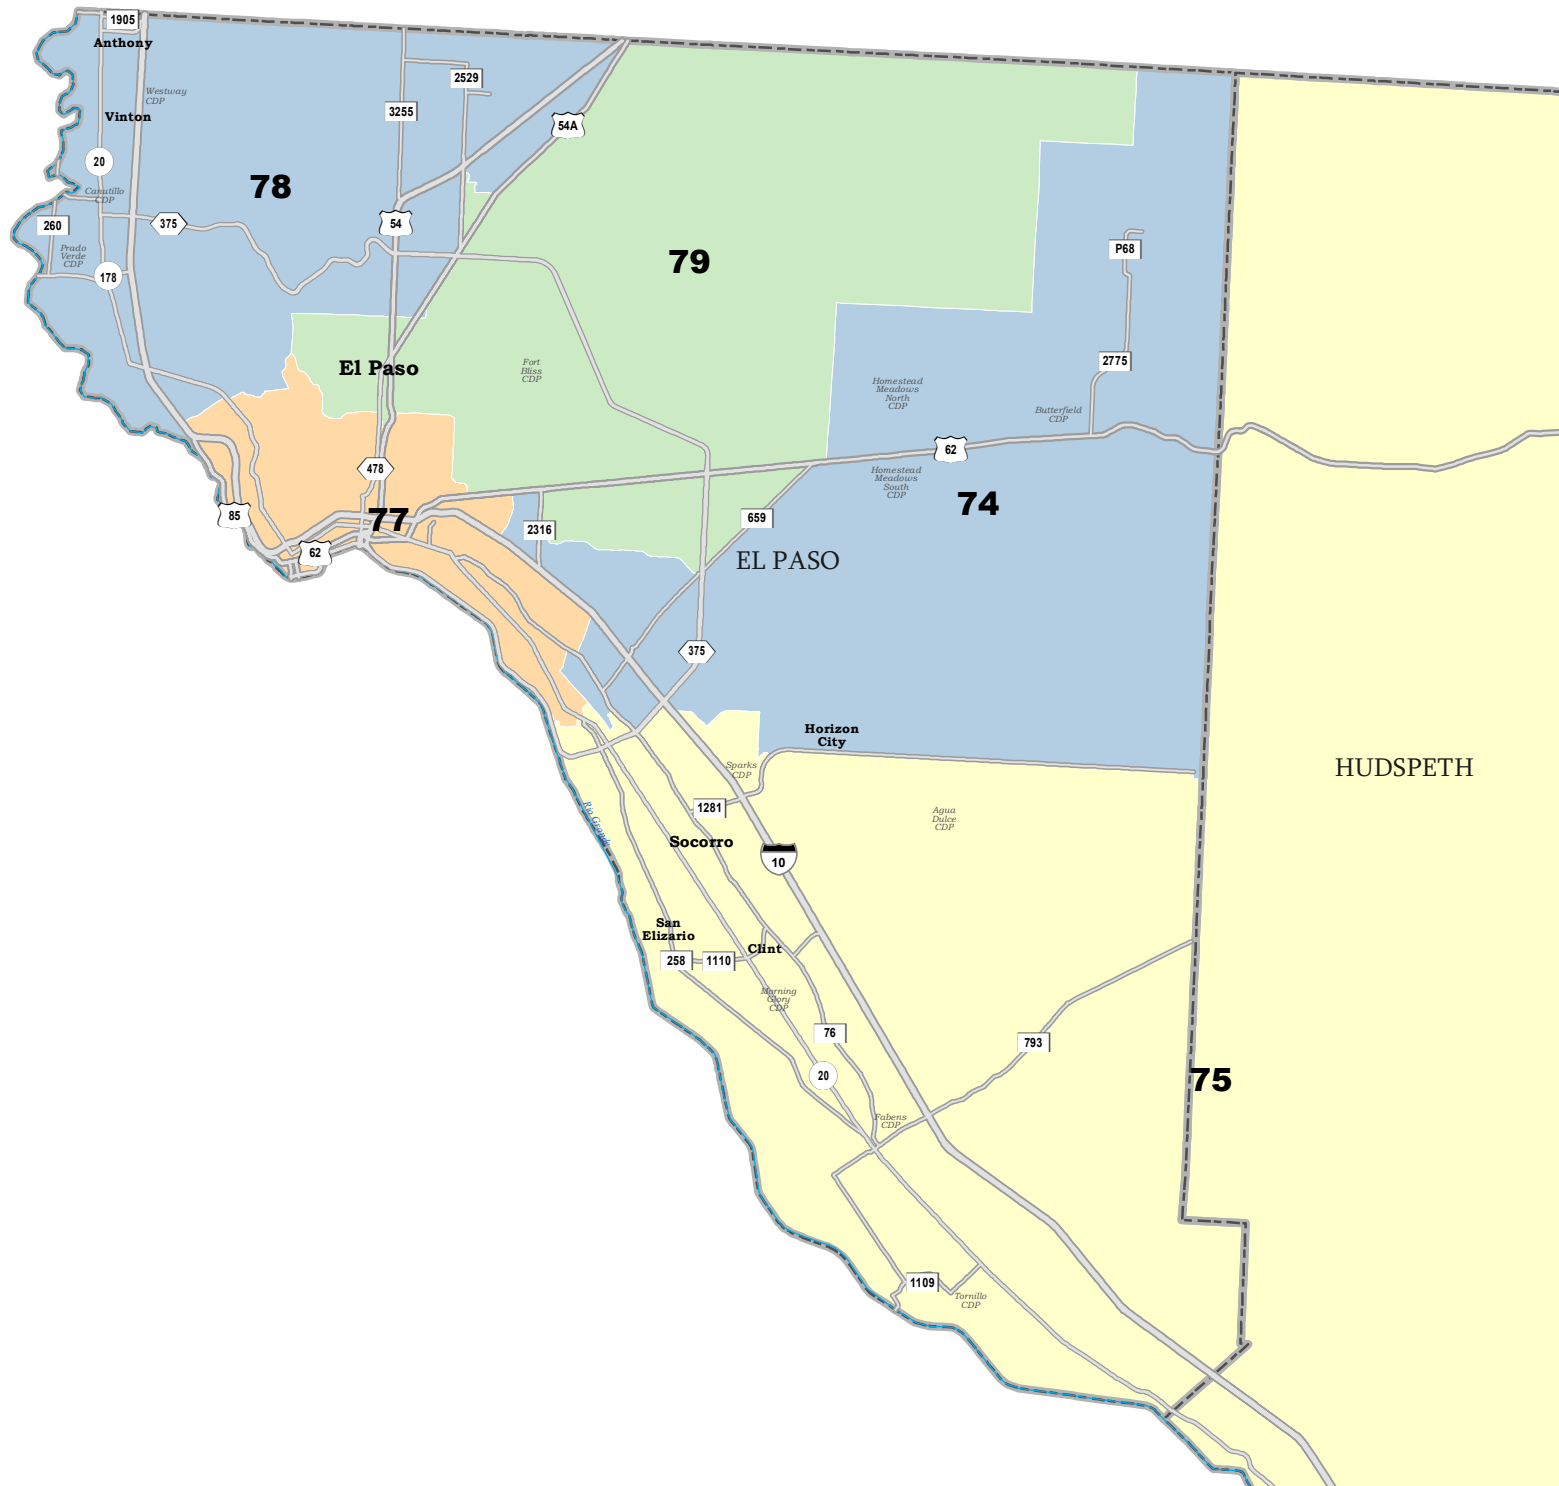 1905
Anthony
Westway
CDP
2529
3255
Vinton
54A
20
78
Canutillo
CDP
260
375
54
Prado
Verde
CDP
178
79
P68
El Paso
Fort
Bliss
CDP
2775
Homestead
Meadows
North
CDP
Butterfield
CDP
62
478
Homestead
Meadows
South
CDP
74
85
77
2316
659
62
EL PASO
375
Horizon
City
HUDSPETH
Sparks
CDP
Rio Grande
1281
Agua
Dulce
CDP
Socorro
10
San
Elizario
Clint
258
1110
Morning
Glory
CDP
76
793
20
75
Fabens
CDP
1109
Tornillo
CDP